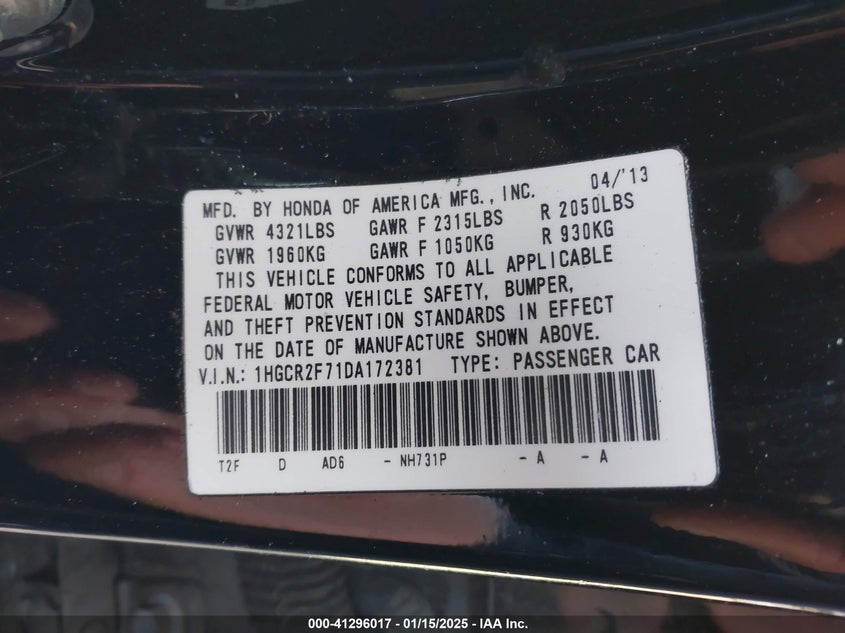 MFD. BY HONDA OF AMERICA MFG., INC. 04/'13
GVWR 4321LBS GAWR F 2315LBS R 2050LBS
GVWR 1960KG GAWR F 1050KG R 930KG
THIS VEHICLE CONFORMS TO ALL APPLICABLE
FEDERAL MOTOR VEHICLE SAFETY, BUMPER,
AND THEFT PREVENTION STANDARDS IN EFFECT
ON THE DATE OF MANUFACTURE SHOWN ABOVE.
V.I.N.: 1HGCR2F71DA172381 TYPE: PASSENGER CAR
T2F D AD6 - NH731P - A - A
000-41296017 - 01/15/2025 - IAA Inc.